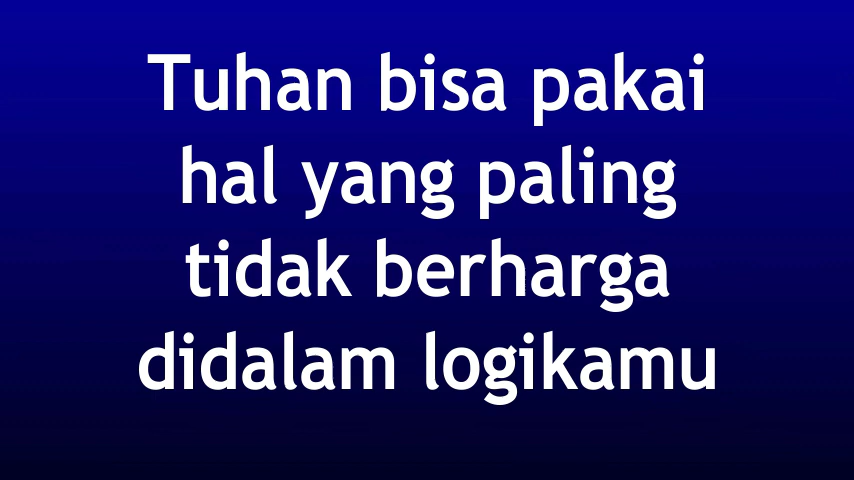 Tuhan bisa pakai
hal yang paling
tidak berharga
didalam logikamu